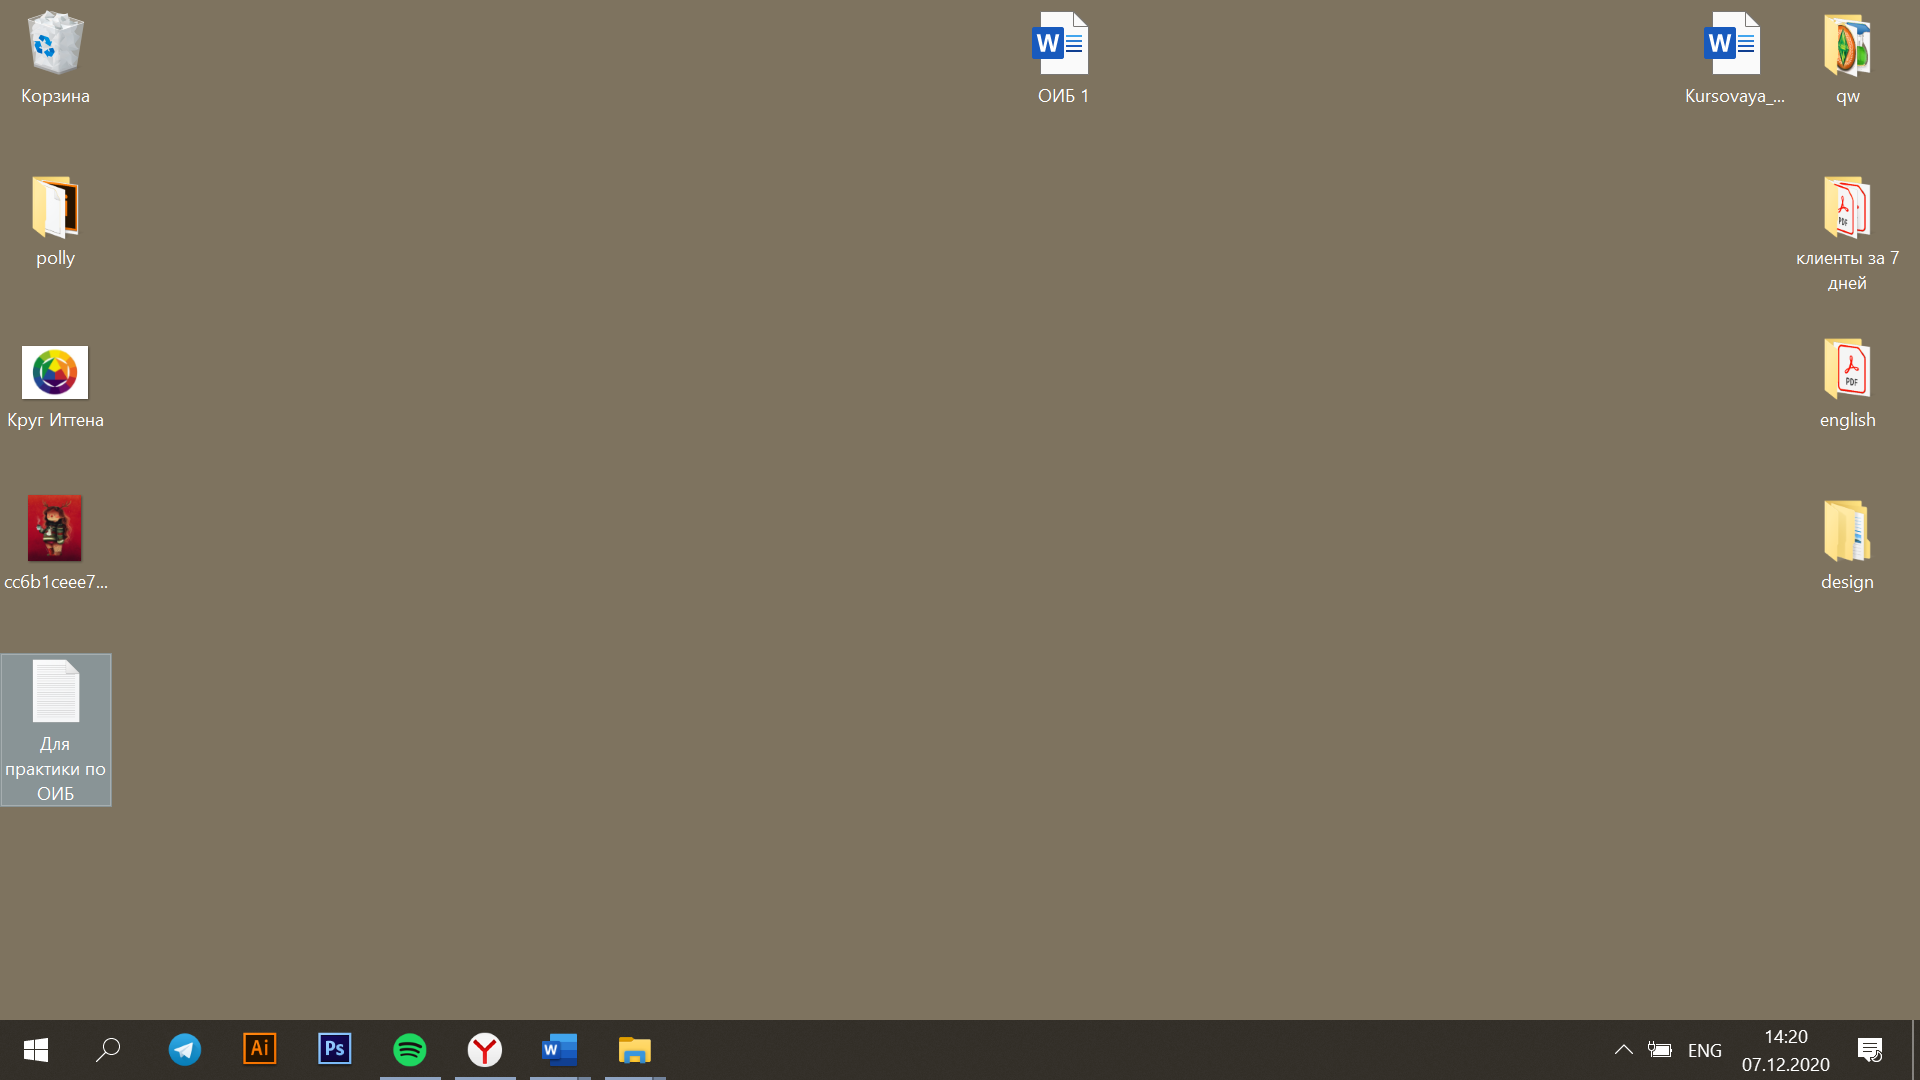 Корзина
ОИБ 1
Kursovaya_...
qw
polly
клиенты за 7
дней
Круг Иттена
english
cc6b1ceee7...
design
Для
практики по
ОИБ
Ai
Ps
W
ENG
14:20
07.12.2020